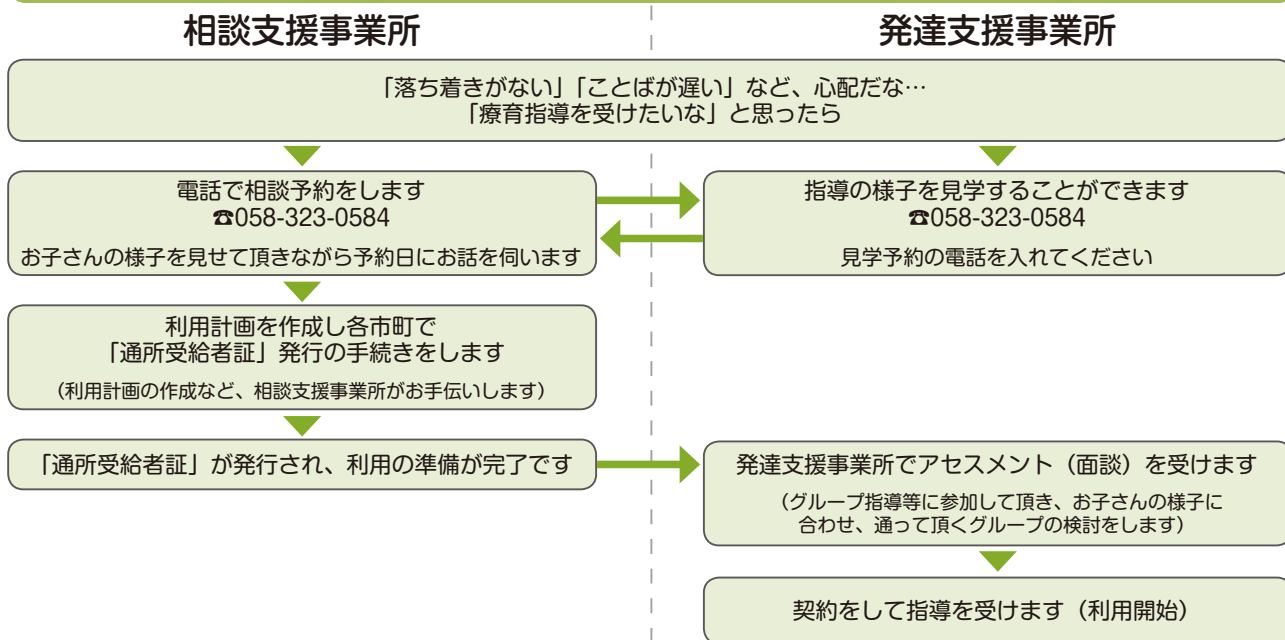 相談支援事業所
発達支援事業所
「落ち着きがない」「ことばが遅い」など、心配だな…
「療育指導を受けたいな」と思ったら
電話で相談予約をします
☎058-323-0584
お子さんの様子を見せて頂きながら予約日にお話を伺います
指導の様子を見学することができます
☎058-323-0584
見学予約の電話を入れてください
利用計画を作成し各市町で
「通所受給者証」発行の手続きをします
（利用計画の作成など、相談支援事業所がお手伝いします）
「通所受給者証」が発行され、利用の準備が完了です
発達支援事業所でアセスメント（面談）を受けます
（グループ指導等に参加して頂き、お子さんの様子に
合わせ、通って頂くグループの検討をします）
契約をして指導を受けます（利用開始）